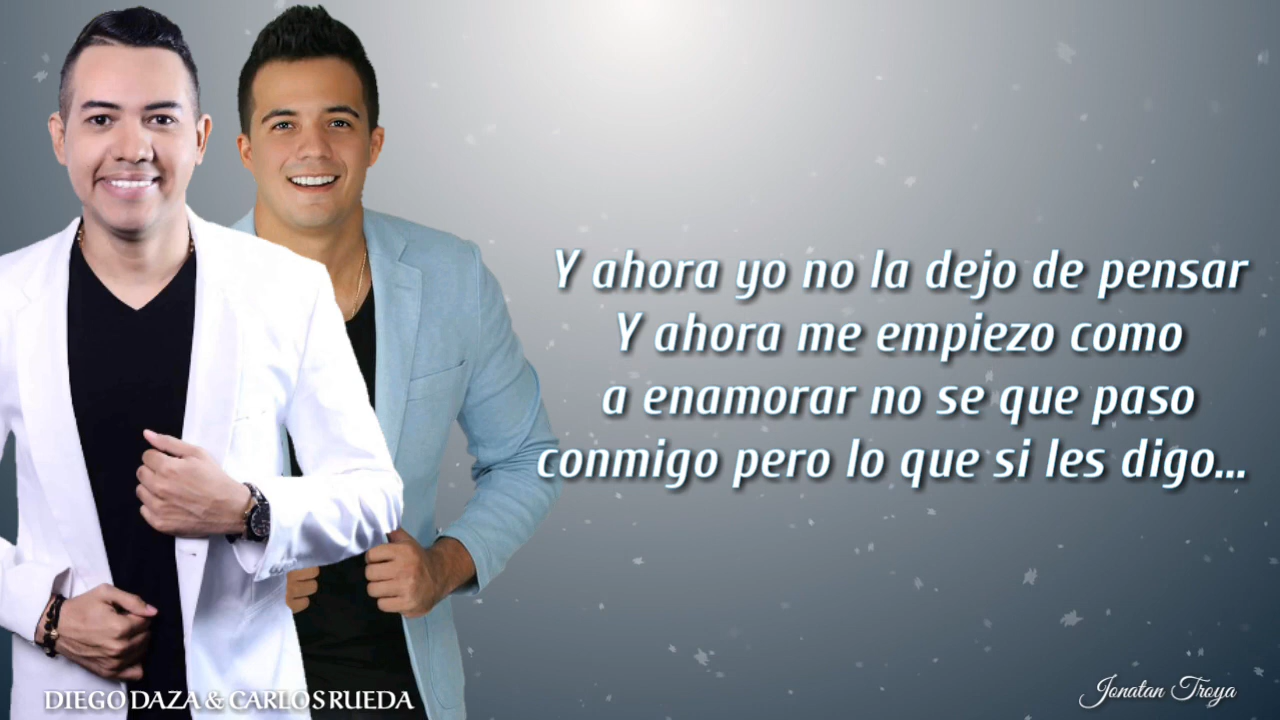 Y ahora yo no la dejo de pensar
Y ahora me empiezo como
a enamorar no se que paso
conmigo pero lo que si les digo...
DIEGO DAZA & CARLOS RUEDA
Jonatan Troya